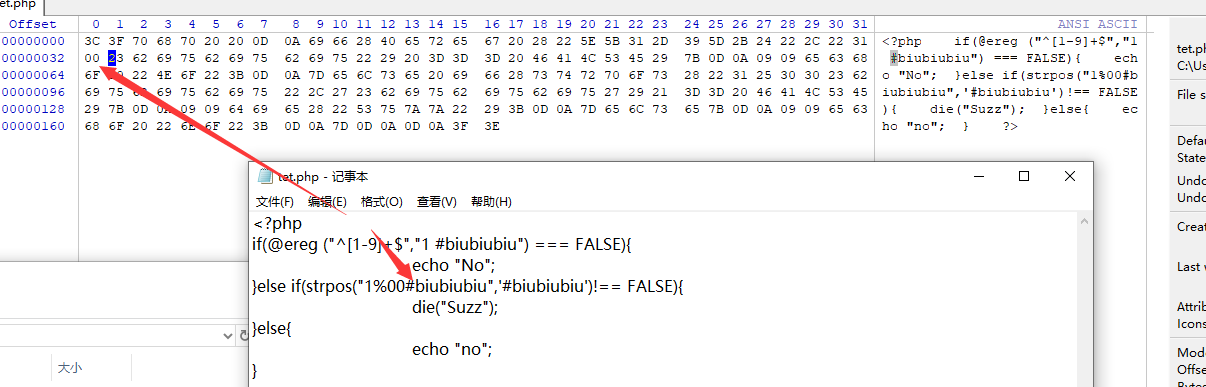 et.php
Offset 0 1 2 3 4 5 6 7 8 9 10 11 12 13 14 15 16 17 18 19 20 21 22 23 24 25 26 27 28 29 30 31 ANSI ASCII
00000000 3C 3F 70 68 70 20 20 0D 0A 69 66 28 40 65 72 65 67 20 28 22 5E 5B 31 2D 39 5D 2B 24 22 2C 22 31 <?php if(@ereg ("^[1-9]+$","1
00000032 00 23 62 69 75 62 69 75 62 69 75 22 29 20 3D 3D 3D 20 46 41 4C 53 45 29 7B 0D 0A 09 09 65 63 68 #biubiubiu") === FALSE){ ech
00000064 6F 22 4E 6F 22 3B 0D 0A 7D 65 6C 73 65 20 69 66 28 73 74 72 70 6F 73 28 22 31 25 30 30 23 62 o "No"; }else if(strpos("1%00#b
00000096 69 75 62 69 75 62 69 75 22 2C 27 23 62 69 75 62 69 75 62 69 75 27 29 21 3D 3D 20 46 41 4C 53 45 iubiubiu",'#biubiubiu')!== FALSE
00000128 29 7B 0D 0A 09 09 64 69 65 28 22 53 75 7A 7A 22 29 3B 0D 0A 7D 65 6C 73 65 7B 0D 0A 09 09 65 63 ){ die("Suzz"); }else{ ec
00000160 68 6F 20 22 6E 6F 22 3B 0D 0A 7D 0D 0A 0D 0A 3F 3E ho "no"; } ?>
tet.php - 记事本
文件(F) 编辑(E) 格式(O) 查看(V) 帮助(H)
<?php
if(@ereg ("^[1-9]+$","1 #biubiubiu") === FALSE){
echo "No";
}else if(strpos("1%00#biubiubiu",'#biubiubiu')!== FALSE){
die("Suzz");
}else{
echo "no";
}
大小
tet.ph
C:\Us
File s
Defau
State
Undo
Undo
Creat
Last w
Attrib
Icons
Mode
Offse
Bytes